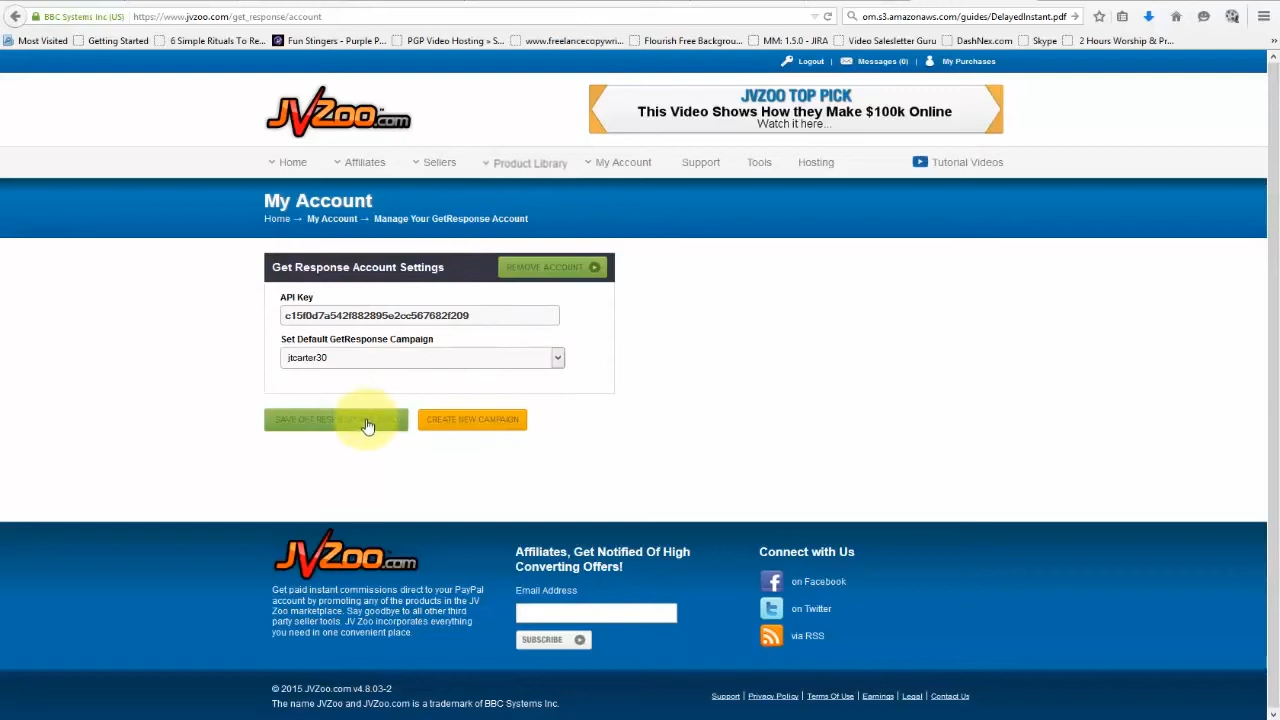 BBC Systems Inc (US)
https://www.jvzoo.com/get_response/account
om.s3.amazonaws.com/guides/DelayedInstant.pdf
Most Visited
Getting Started
6 Simple Rituals To Re...
Fun Stingers - Purple P...
PGP Video Hosting » S...
www.freelancecopywri...
Flourish Free Backgrou...
MM: 1.5.0 - JIRA
Video Salesletter Guru
DashNex.com
Skype
2 Hours Worship & Pr...
Logout | Messages (0) | My Purchases
JVZoo.com
JVZOO TOP PICK
This Video Shows How they Make $100k Online
Watch it here...
Home
Affiliates
Sellers
Product Library
My Account
Support
Tools
Hosting
Tutorial Videos
My Account
Home → My Account → Manage Your GetResponse Account
Get Response Account Settings
REMOVE ACCOUNT
API Key
c15f0d7a542f882895e2cc567682f209
Set Default GetResponse Campaign
jtcarter30
SAVE GET RESPONSE
CREATE NEW CAMPAIGN
JVZoo.com
Get paid instant commissions direct to your PayPal
account by promoting any of the products in the JV
Zoo marketplace. Say goodbye to all other third
party seller tools. JV Zoo incorporates everything
you need in one convenient place.
Affiliates, Get Notified Of High
Converting Offers!
Email Address
SUBSCRIBE
Connect with Us
on Facebook
on Twitter
via RSS
© 2015 JVZoo.com v4.8.03-2
The name JVZoo and JVZoo.com is a trademark of BBC Systems Inc.
Support | Privacy Policy | Terms Of Use | Earnings | Legal | Contact Us